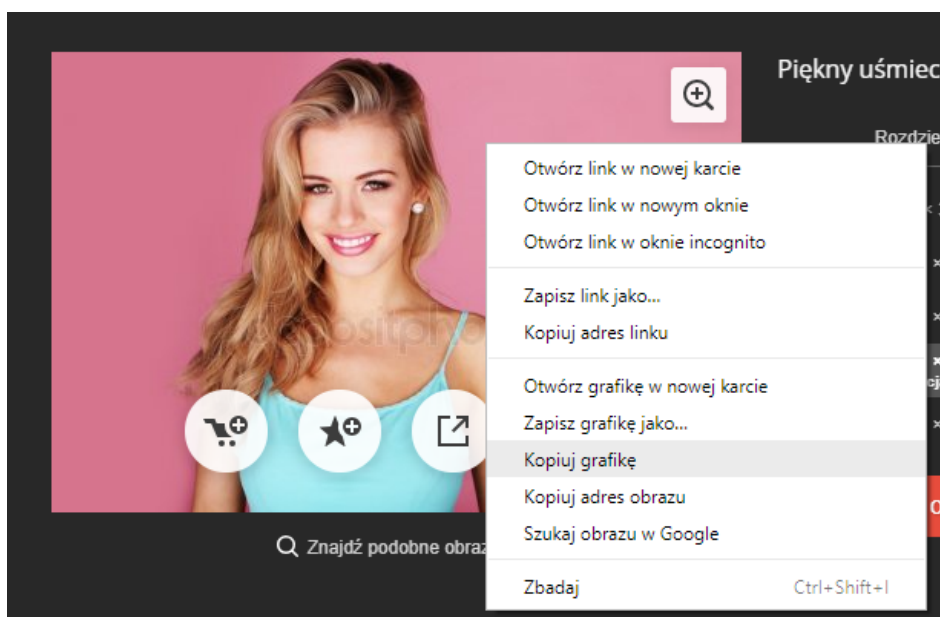 Piękny uśmiec
Rozdzie
Otwórz link w nowej karcie
Otwórz link w nowym oknie
Otwórz link w oknie incognito
Zapisz link jako...
Kopiuj adres linku
Otwórz grafikę w nowej karcie
Zapisz grafikę jako...
Kopiuj grafikę
Kopiuj adres obrazu
Szukaj obrazu w Google
Zbadaj Ctrl+Shift+I
depositpho
Znajdź podobne obraz